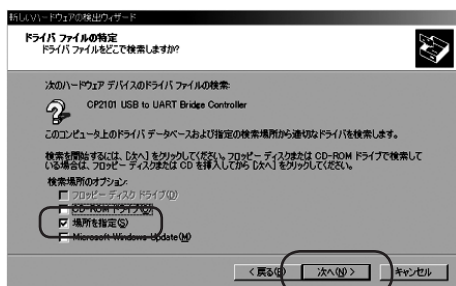 新しいハードウェアの検出ウィザード
ドライバ ファイルの特定
ドライバ ファイルをどこで検索しますか?
次のハードウェア デバイスのドライバ ファイルの検索:
CP2101 USB to UART Bridge Controller
このコンピュータ上のドライバ データベースおよび指定の検索場所から適切なドライバを検索します。
検索を開始するには、[次へ] をクリックしてください。フロッピー ディスクまたは CD-ROM ドライブで検索して
いる場合は、フロッピー ディスクまたは CD を挿入してから [次へ] をクリックしてください。
検索場所のオプション:
フロッピー ディスク ドライブ(D)
CD-ROM ドライブ(C)
場所を指定(S)
Microsoft Windows Update(M)
< 戻る(B) 次へ(N) > キャンセル